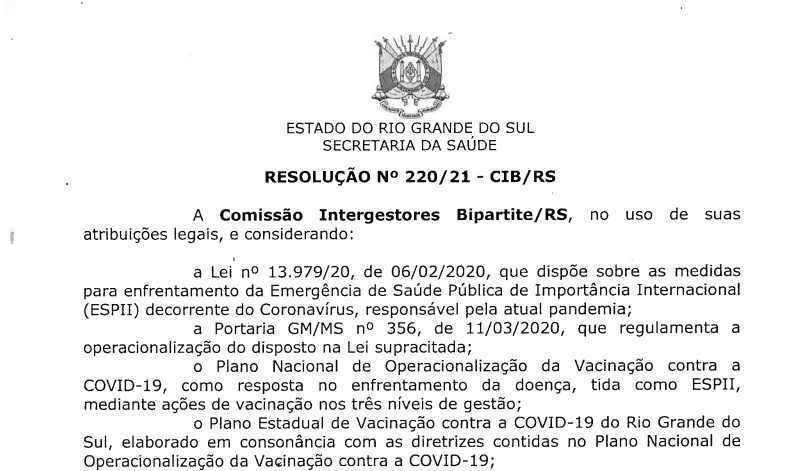 ESTADO DO RIO GRANDE DO SUL
SECRETARIA DA SAÚDE
RESOLUÇÃO Nº 220/21 - CIB/RS
A Comissão Intergestores Bipartite/RS, no uso de suas
atribuições legais, e considerando:
a Lei nº 13.979/20, de 06/02/2020, que dispõe sobre as medidas
para enfrentamento da Emergência de Saúde Pública de Importância Internacional
(ESPII) decorrente do Coronavírus, responsável pela atual pandemia;
a Portaria GM/MS nº 356, de 11/03/2020, que regulamenta a
operacionalização do disposto na Lei supracitada;
o Plano Nacional de Operacionalização da Vacinação contra a
COVID-19, como resposta no enfrentamento da doença, tida como ESPII,
mediante ações de vacinação nos três níveis de gestão;
o Plano Estadual de Vacinação contra a COVID-19 do Rio Grande do
Sul, elaborado em consonância com as diretrizes contidas no Plano Nacional de
Operacionalização da Vacinação contra a COVID-19;